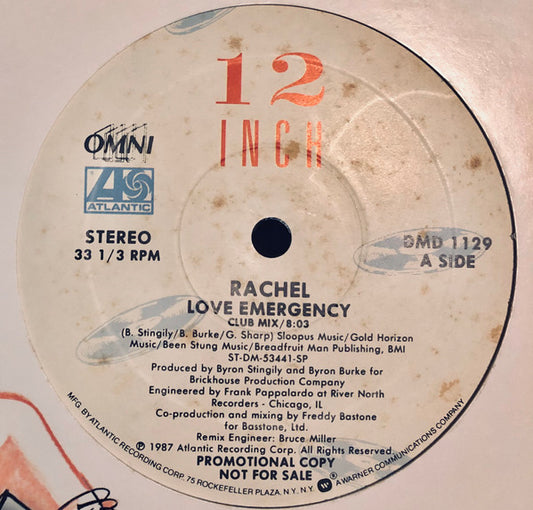 12
INCH
OMNI
ATLANTIC
STEREO
33 1/3 RPM
DMD 1129
A SIDE
RACHEL
LOVE EMERGENCY
CLUB MIX/8:03
(B. Stingily/B. Burke/G. Sharp) Sloopus Music/Gold Horizon
Music/Been Stung Music/Breadfruit Man Publishing, BMI
ST-DM-53441-SP
Produced by Byron Stingily and Byron Burke for
Brickhouse Production Company
Engineered by Frank Pappalardo at River North
Recorders - Chicago, IL
Co-production and mixing by Freddy Bastone
for Basstone, Ltd.
Remix Engineer: Bruce Miller
℗ 1987 Atlantic Recording Corp. All Rights Reserved.
PROMOTIONAL COPY
NOT FOR SALE
MFG. BY ATLANTIC RECORDING CORP. 75 ROCKEFELLER PLAZA, N.Y. N.Y. ® A WARNER COMMUNICATIONS COMPANY